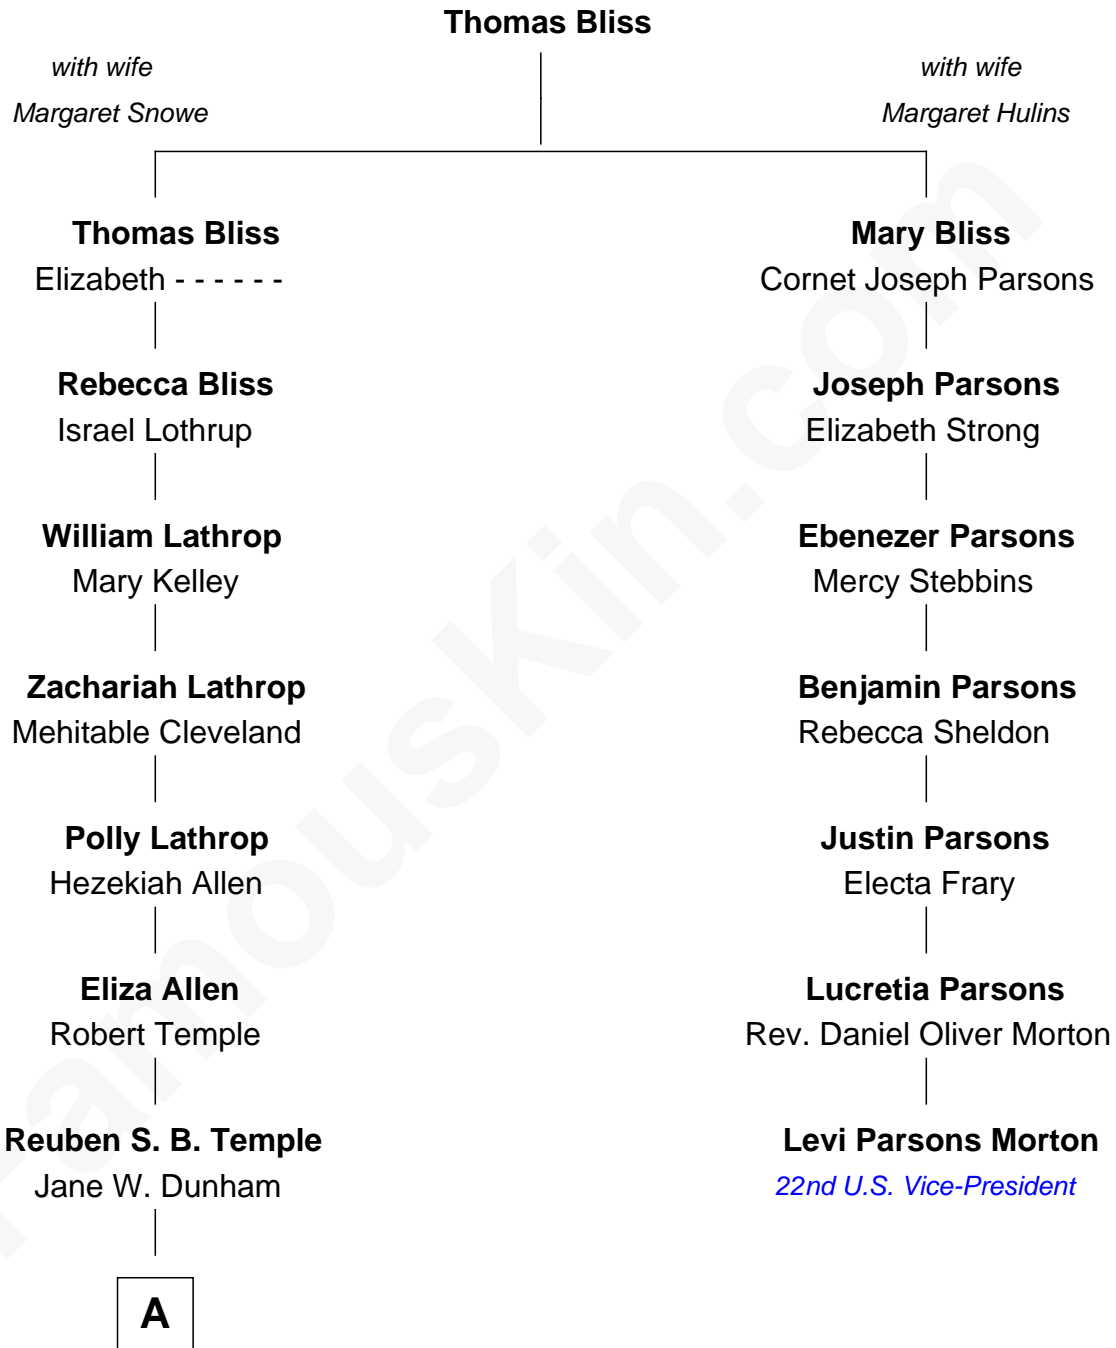 Thomas Bliss
with wife
Margaret Snowe
with wife
Margaret Hulins
Thomas Bliss
Elizabeth - - - - - -
Mary Bliss
Cornet Joseph Parsons
Rebecca Bliss
Israel Lothrup
Joseph Parsons
Elizabeth Strong
William Lathrop
Mary Kelley
Ebenezer Parsons
Mercy Stebbins
Zachariah Lathrop
Mehitable Cleveland
Benjamin Parsons
Rebecca Sheldon
Polly Lathrop
Hezekiah Allen
Justin Parsons
Electa Frary
Eliza Allen
Robert Temple
Lucretia Parsons
Rev. Daniel Oliver Morton
Reuben S. B. Temple
Jane W. Dunham
Levi Parsons Morton
22nd U.S. Vice-President
A
FamousKin.com